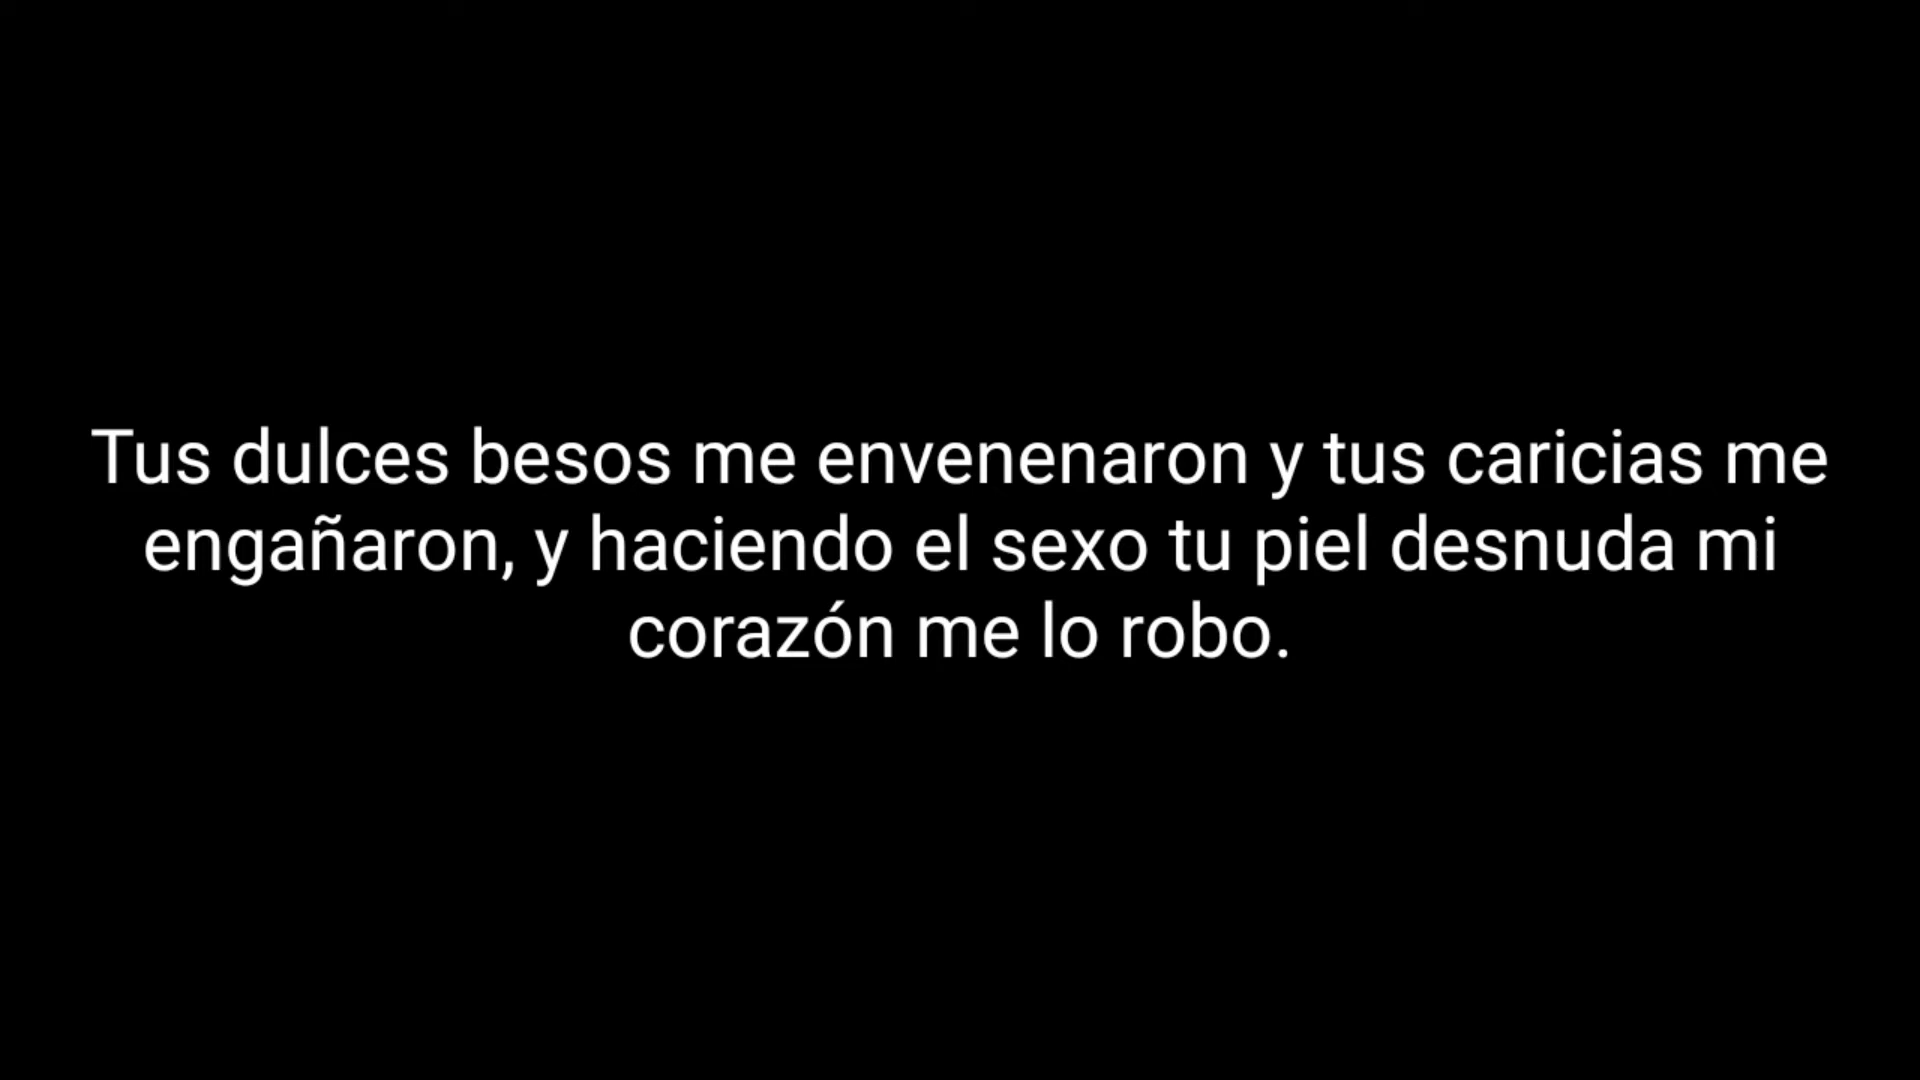 Tus dulces besos me envenenaron y tus caricias me
engañaron, y haciendo el sexo tu piel desnuda mi
corazón me lo robo.